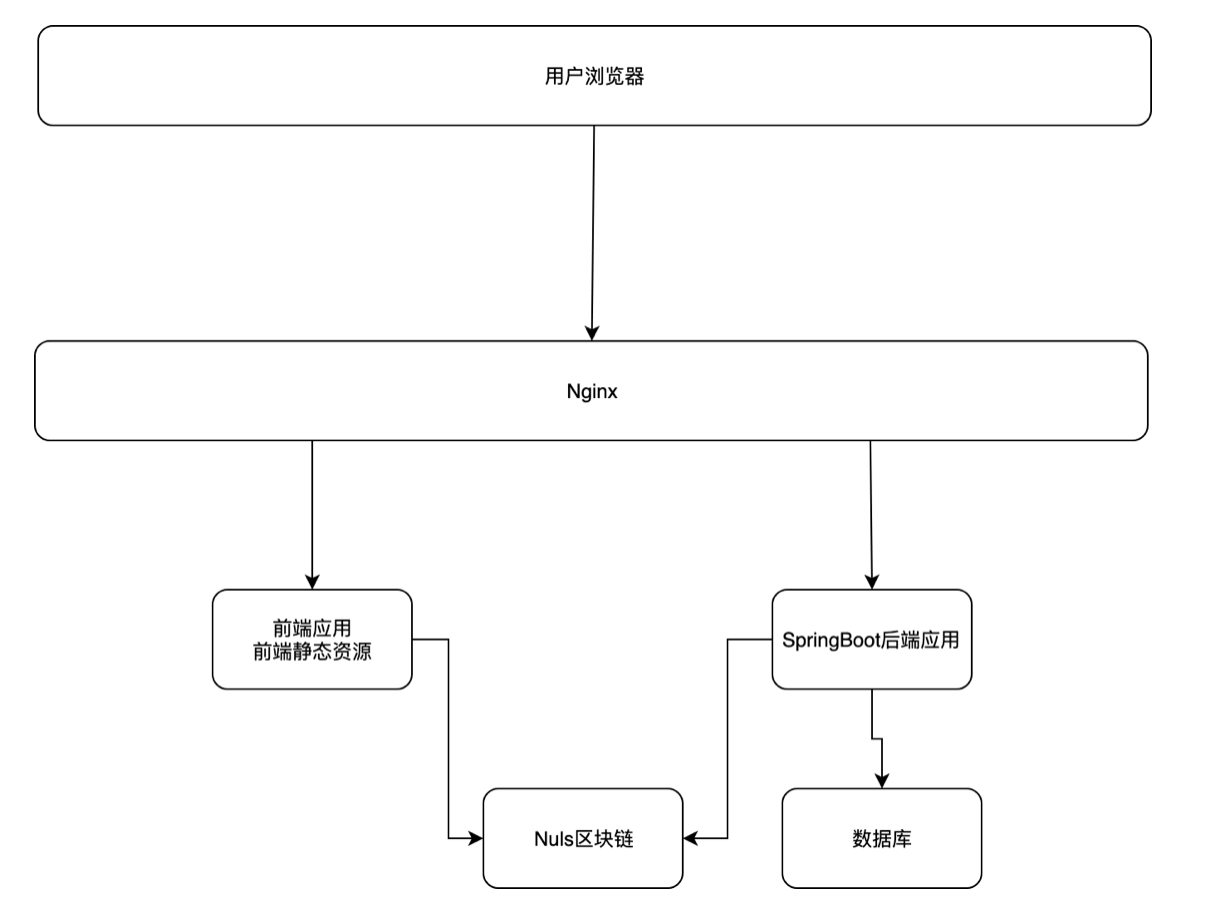 用户浏览器
Nginx
前端应用
前端静态资源
SpringBoot后端应用
Nuls区块链
数据库